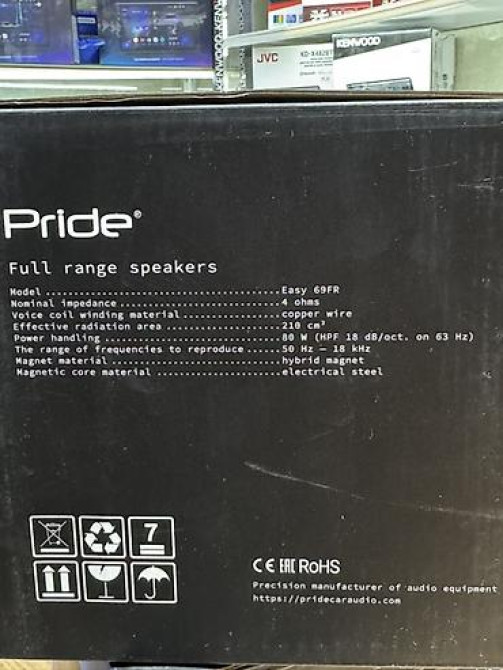 JVC
KD-X482BT
KENWOOD
Pride®
Full range speakers
Model ........................................ Easy 69FR
Nominal impedance ........................... 4 ohms
Voice coil winding material ................ copper wire
Effective radiation area .................... 210 cm²
Power handling .............................. 80 W (HPF 18 dB/oct. on 63 Hz)
The range of frequencies to reproduce ...... 50 Hz — 18 kHz
Magnet material ............................. hybrid magnet
Magnetic core material ...................... electrical steel
7
CE EAC RoHS
Precision manufacturer of audio equipment
https://pridecaraudio.com